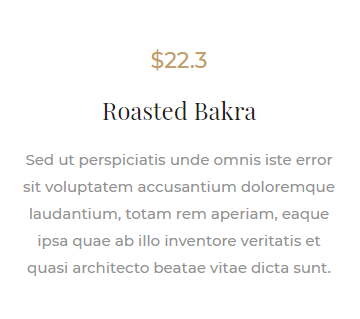 $22.3
Roasted Bakra
Sed ut perspiciatis unde omnis iste error
sit voluptatem accusantium doloremque
laudantium, totam rem aperiam, eaque
ipsa quae ab illo inventore veritatis et
quasi architecto beatae vitae dicta sunt.